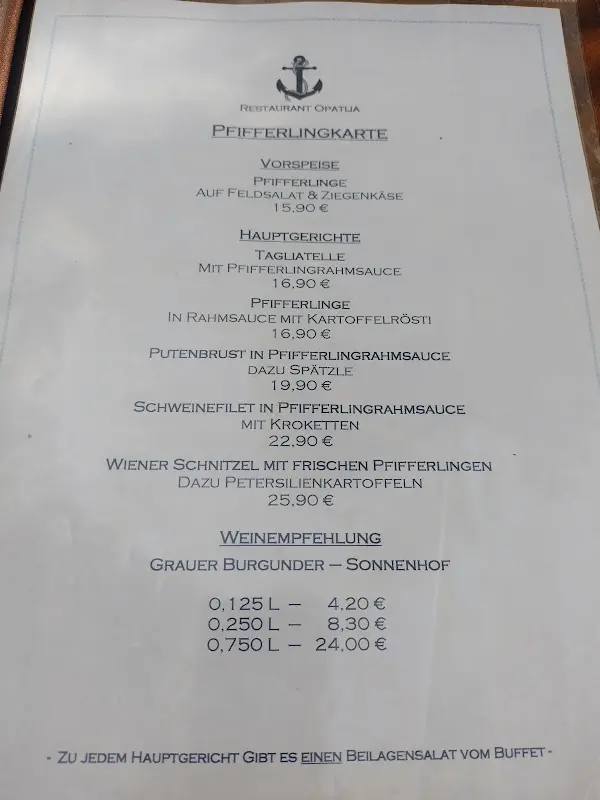 Restaurant Opatija
Pfifferlingkarte
Vorspeise
Pfifferlinge
Auf Feldsalat & Ziegenkäse
15,90 €
Hauptgerichte
Tagliatelle
Mit Pfifferlingrahmsauce
16,90 €
Pfifferlinge
In Rahmsauce mit Kartoffelrösti
16,90 €
Putenbrust in Pfifferlingrahmsauce
dazu Spätzle
19,90 €
Schweinefilet in Pfifferlingrahmsauce
mit Kroketten
22,90 €
Wiener Schnitzel mit frischen Pfifferlingen
Dazu Petersilienkartoffeln
25,90 €
Weinempfehlung
Grauer Burgunder – Sonnenhof
0,125 L – 4,20 €
0,250 L – 8,30 €
0,750 L – 24,00 €
- Zu jedem Hauptgericht Gibt es einen Beilagensalat vom Buffet -